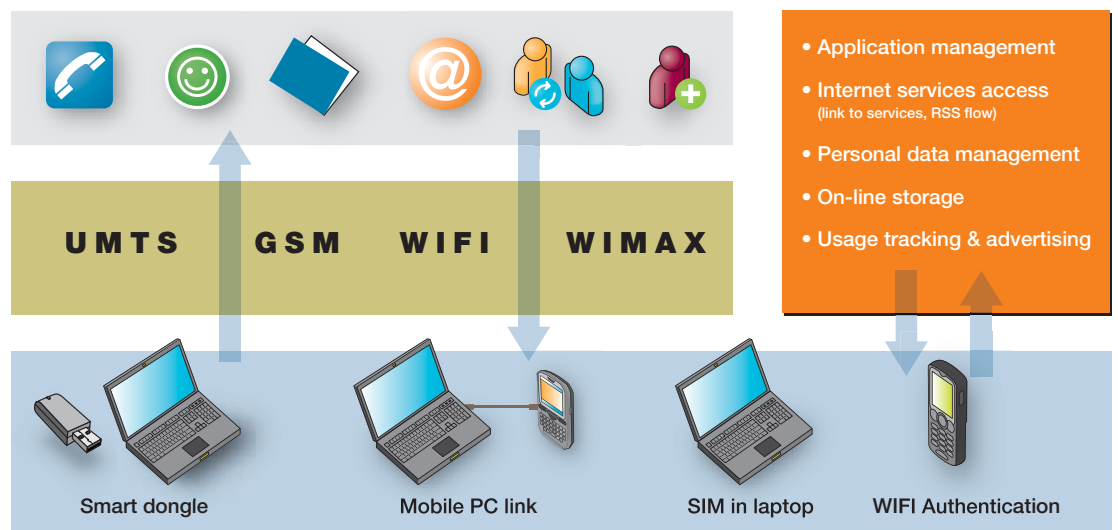 • Application management
• Internet services access
(link to services, RSS flow)
• Personal data management
• On-line storage
• Usage tracking & advertising
UMTS GSM WIFI WIMAX
Smart dongle Mobile PC link SIM in laptop WIFI Authentication